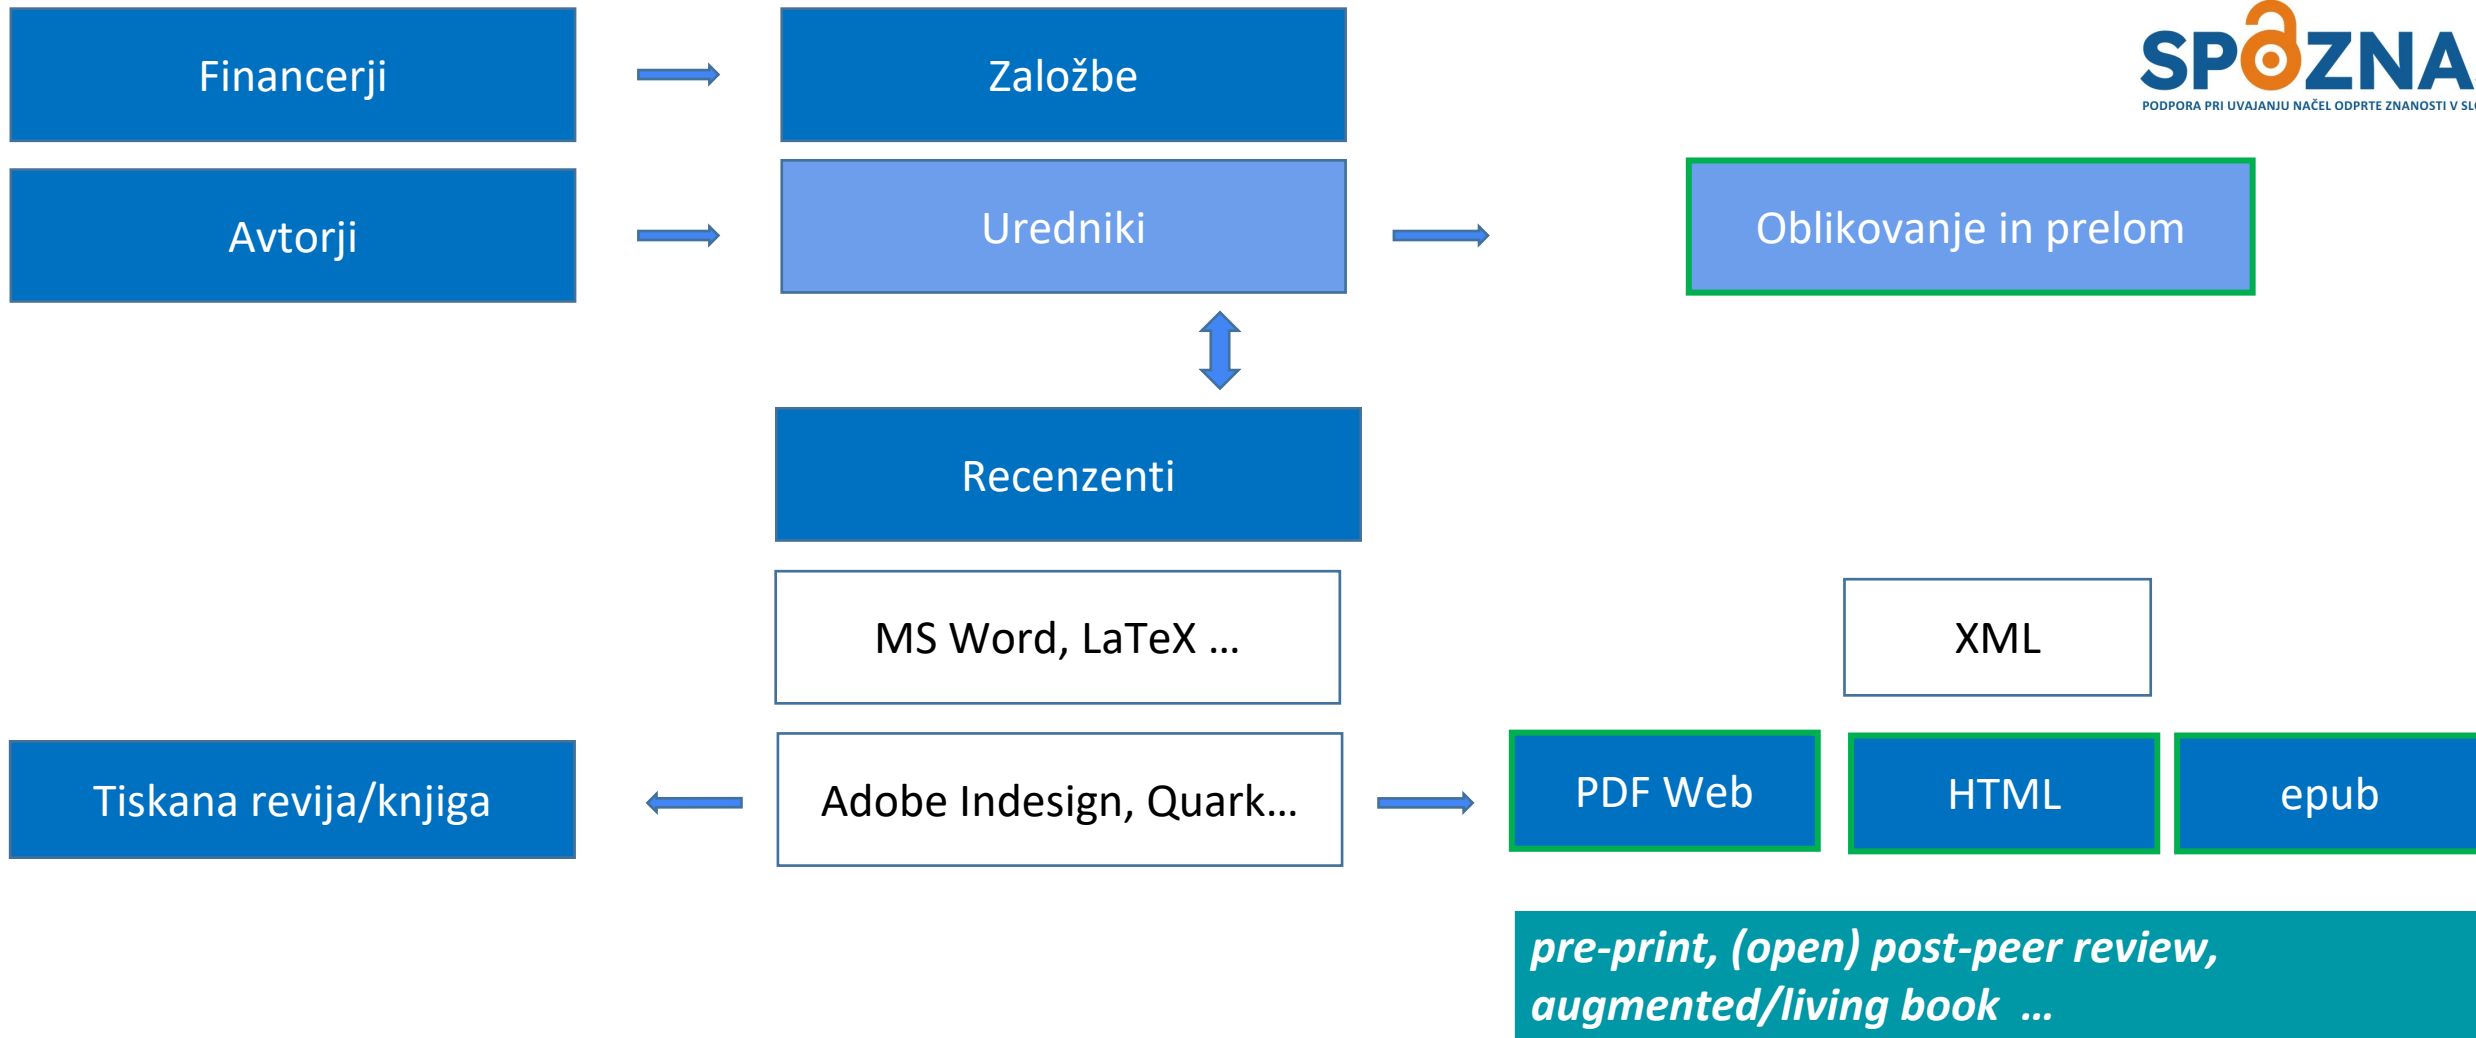 Financerji
Založbe
SPOZNA
PODPORA PRI UVAJANJU NAČEL ODPRTE ZNANOSTI V
Avtorji
Uredniki
Oblikovanje in prelom
Recenzenti
MS Word, LaTeX ...
XML
Tiskana revija/knjiga
Adobe Indesign, Quark...
PDF Web
HTML
epub
pre-print, (open) post-peer review,
augmented/living book ...